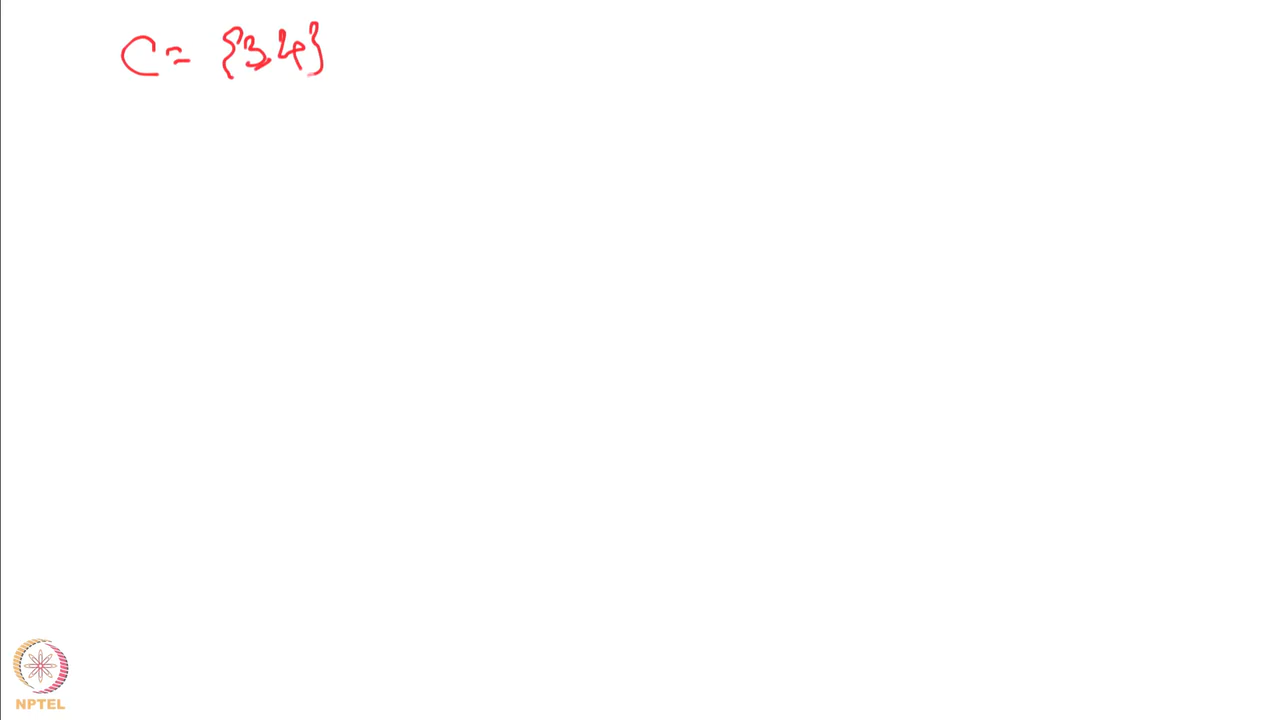 C = {3,4}
NPTEL